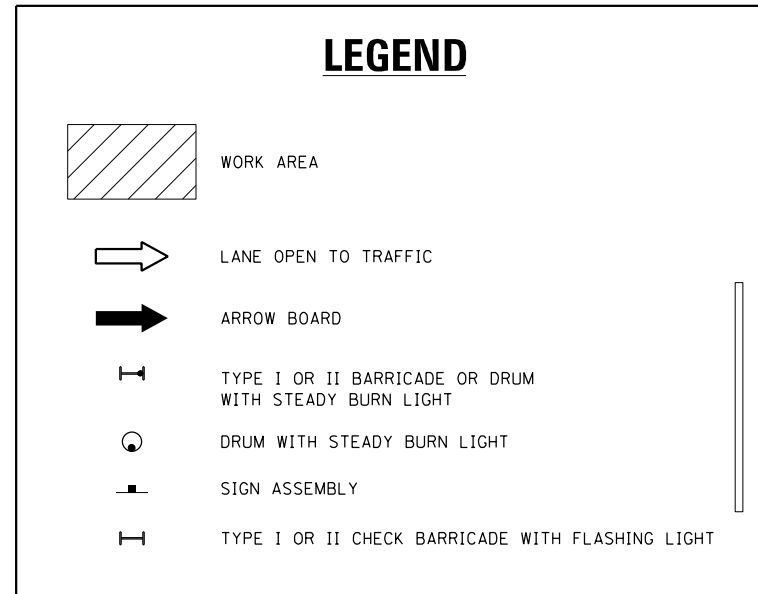 LEGEND
WORK AREA
LANE OPEN TO TRAFFIC
ARROW BOARD
TYPE I OR II BARRICADE OR DRUM
WITH STEADY BURN LIGHT
DRUM WITH STEADY BURN LIGHT
SIGN ASSEMBLY
TYPE I OR II CHECK BARRICADE WITH FLASHING LIGHT